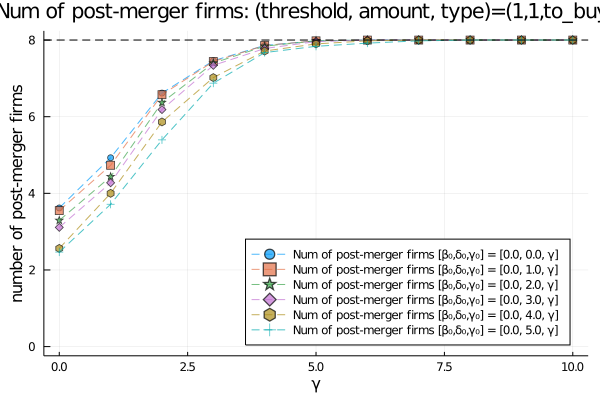 Num of post-merger firms: (threshold, amount, type)=(1,1,to_buy
number of post-merger firms
8
6
4
2
0
Num of post-merger firms [β₀,δ₀,γ₀] = [0.0, 0.0, γ]
Num of post-merger firms [β₀,δ₀,γ₀] = [0.0, 1.0, γ]
Num of post-merger firms [β₀,δ₀,γ₀] = [0.0, 2.0, γ]
Num of post-merger firms [β₀,δ₀,γ₀] = [0.0, 3.0, γ]
Num of post-merger firms [β₀,δ₀,γ₀] = [0.0, 4.0, γ]
Num of post-merger firms [β₀,δ₀,γ₀] = [0.0, 5.0, γ]
0.0 2.5 5.0 7.5 10.0
γ